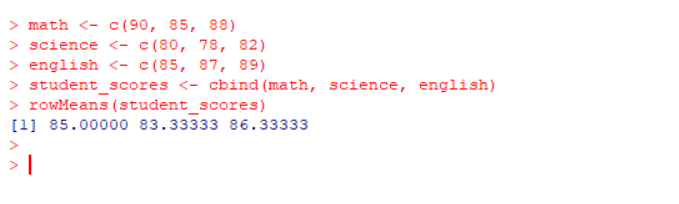 > math <- c(90, 85, 88)
> science <- c(80, 78, 82)
> english <- c(85, 87, 89)
> student_scores <- cbind(math, science, english)
> rowMeans(student_scores)
[1] 85.00000 83.33333 86.33333
>
>